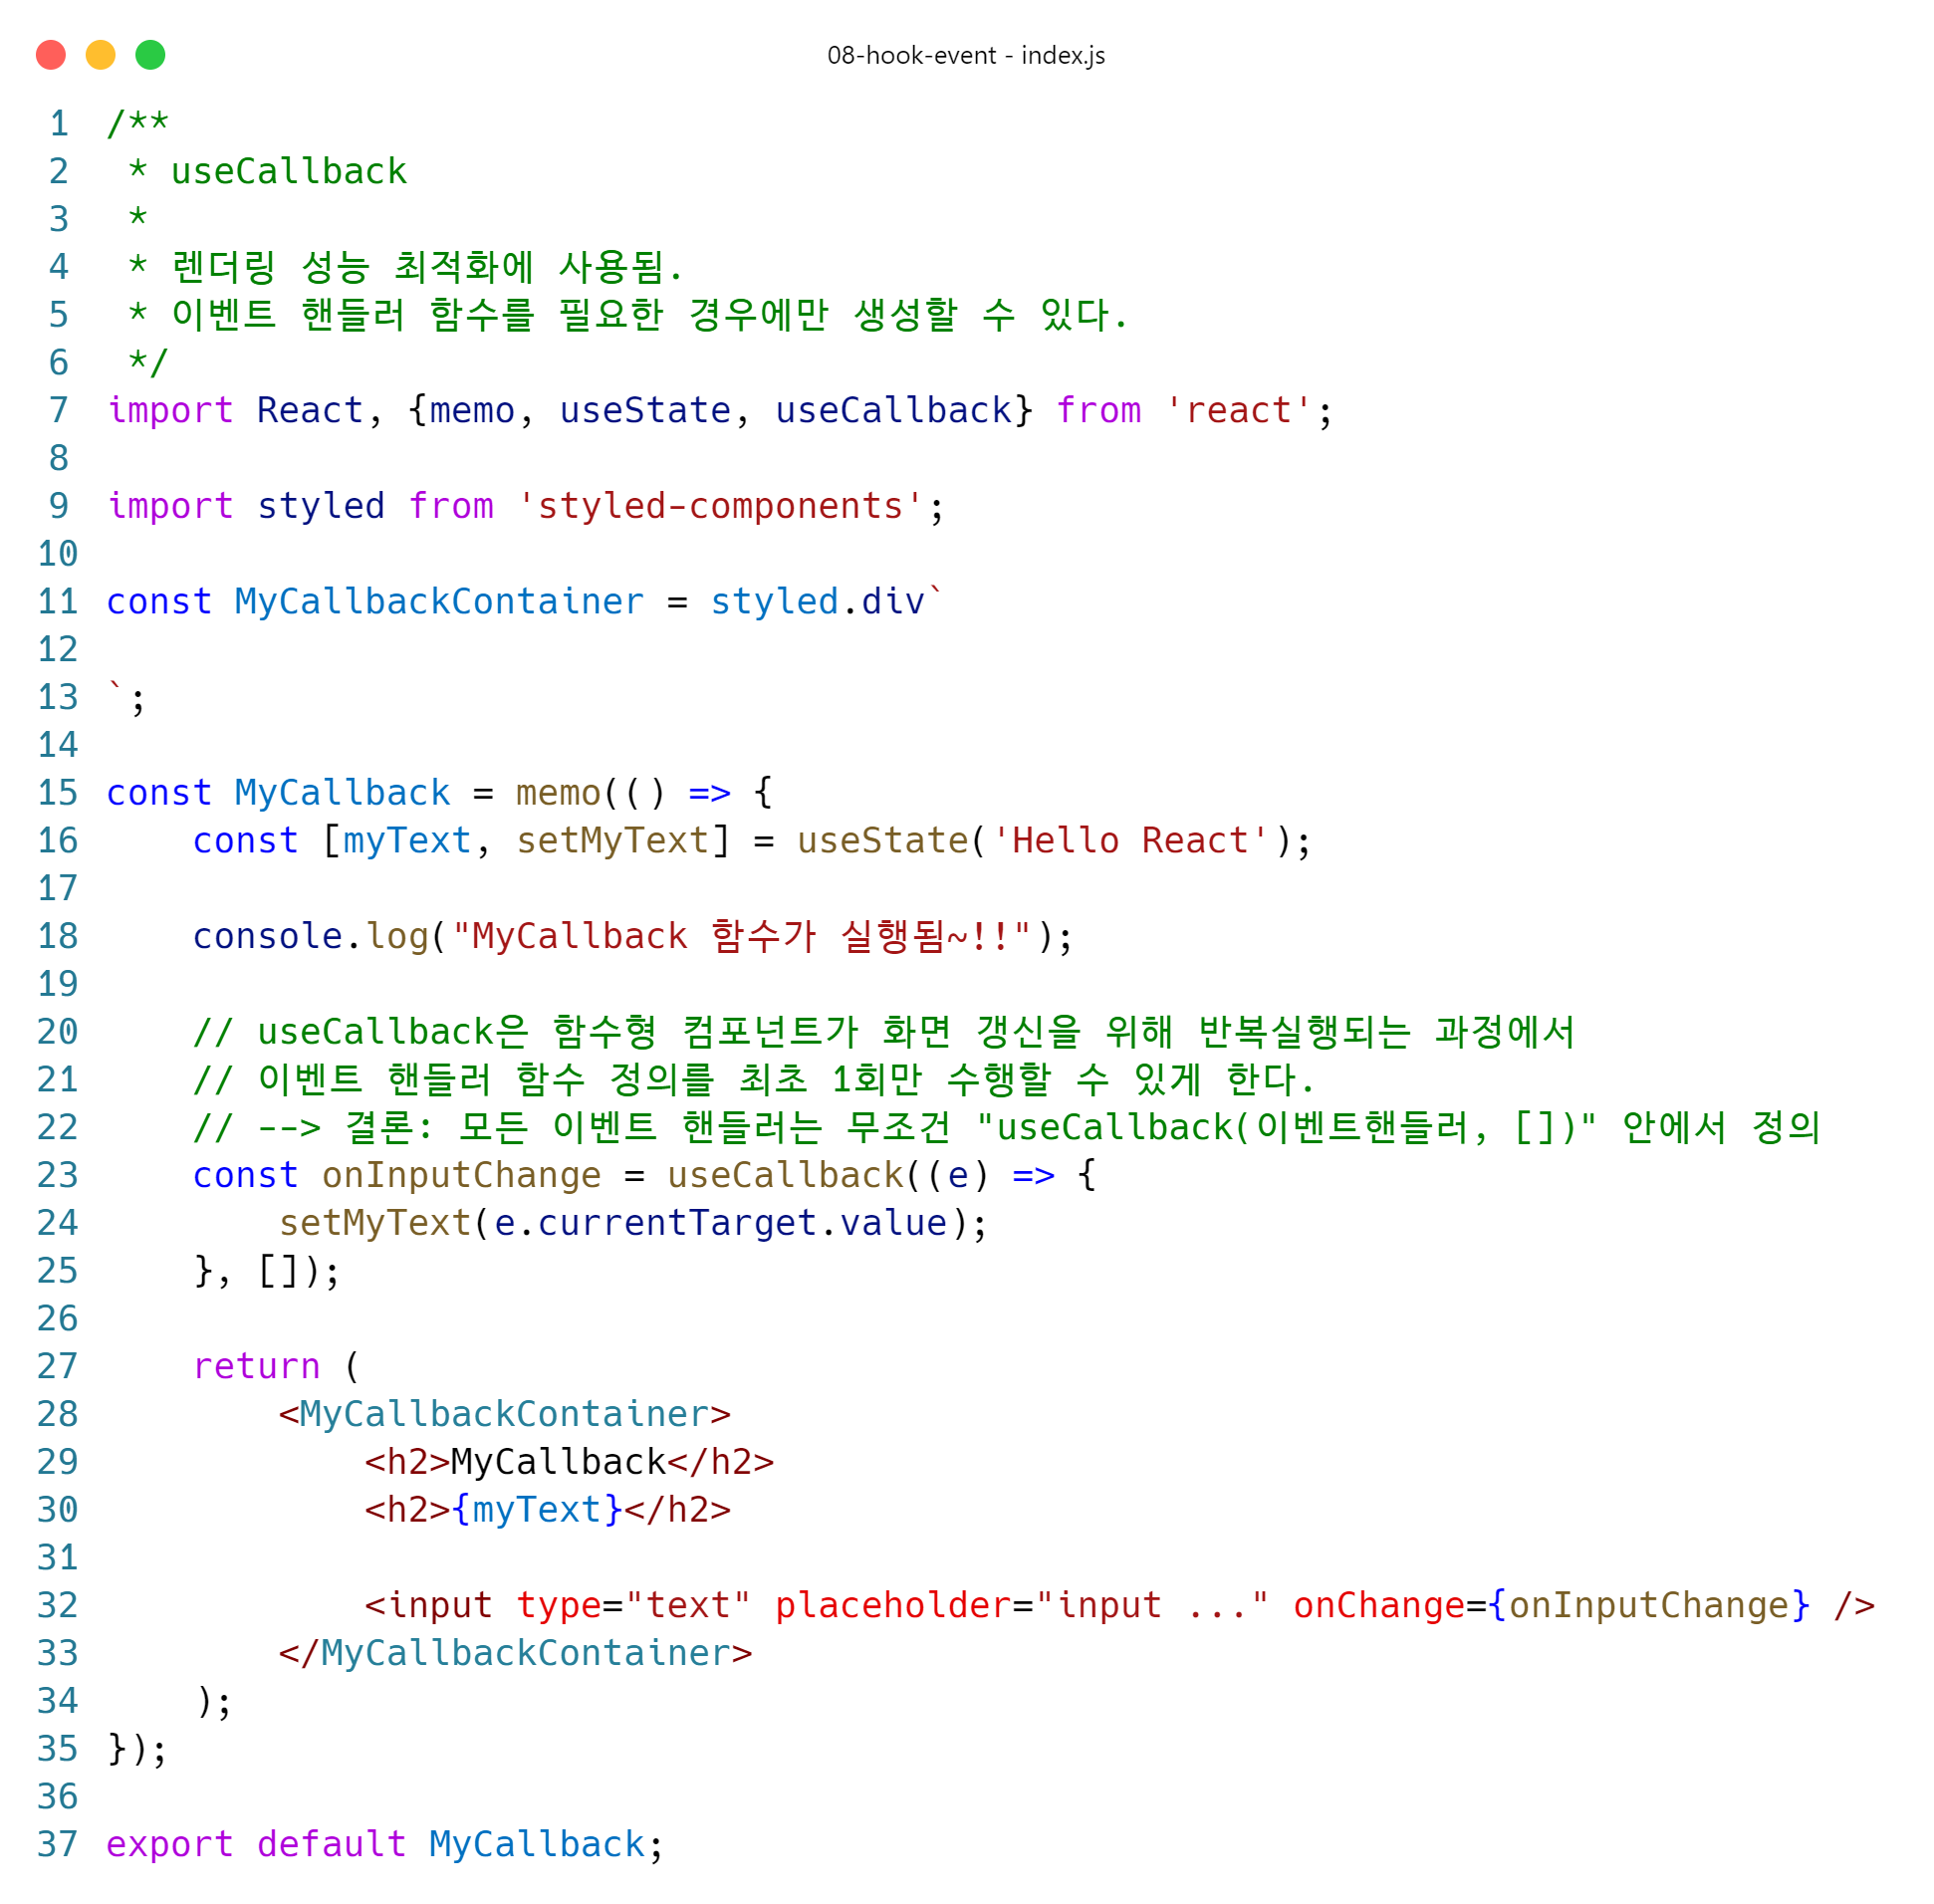 08-hook-event - index.js
1 /**
2  * useCallback
3  *
4  * 렌더링 성능 최적화에 사용됨.
5  * 이벤트 핸들러 함수를 필요한 경우에만 생성할 수 있다.
6  */
7 import React, {memo, useState, useCallback} from 'react';
8
9 import styled from 'styled-components';
10
11 const MyCallbackContainer = styled.div`
12
13 `;
14
15 const MyCallback = memo(() => {
16     const [myText, setMyText] = useState('Hello React');
17
18     console.log("MyCallback 함수가 실행됨~!!");
19
20     // useCallback은 함수형 컴포넌트가 화면 갱신을 위해 반복실행되는 과정에서
21     // 이벤트 핸들러 함수 정의를 최초 1회만 수행할 수 있게 한다.
22     // --> 결론: 모든 이벤트 핸들러는 무조건 "useCallback(이벤트핸들러, [])" 안에서 정의
23     const onInputChange = useCallback((e) => {
24         setMyText(e.currentTarget.value);
25     }, []);
26
27     return (
28         <MyCallbackContainer>
29             <h2>MyCallback</h2>
30             <h2>{myText}</h2>
31
32             <input type="text" placeholder="input ..." onChange={onInputChange} />
33         </MyCallbackContainer>
34     );
35 });
36
37 export default MyCallback;